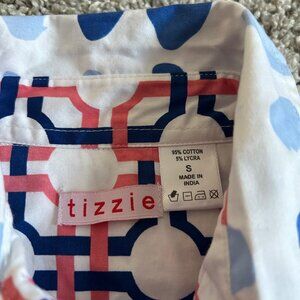 95% COTTON
5% LYCRA
S
MADE IN
INDIA
tizzie